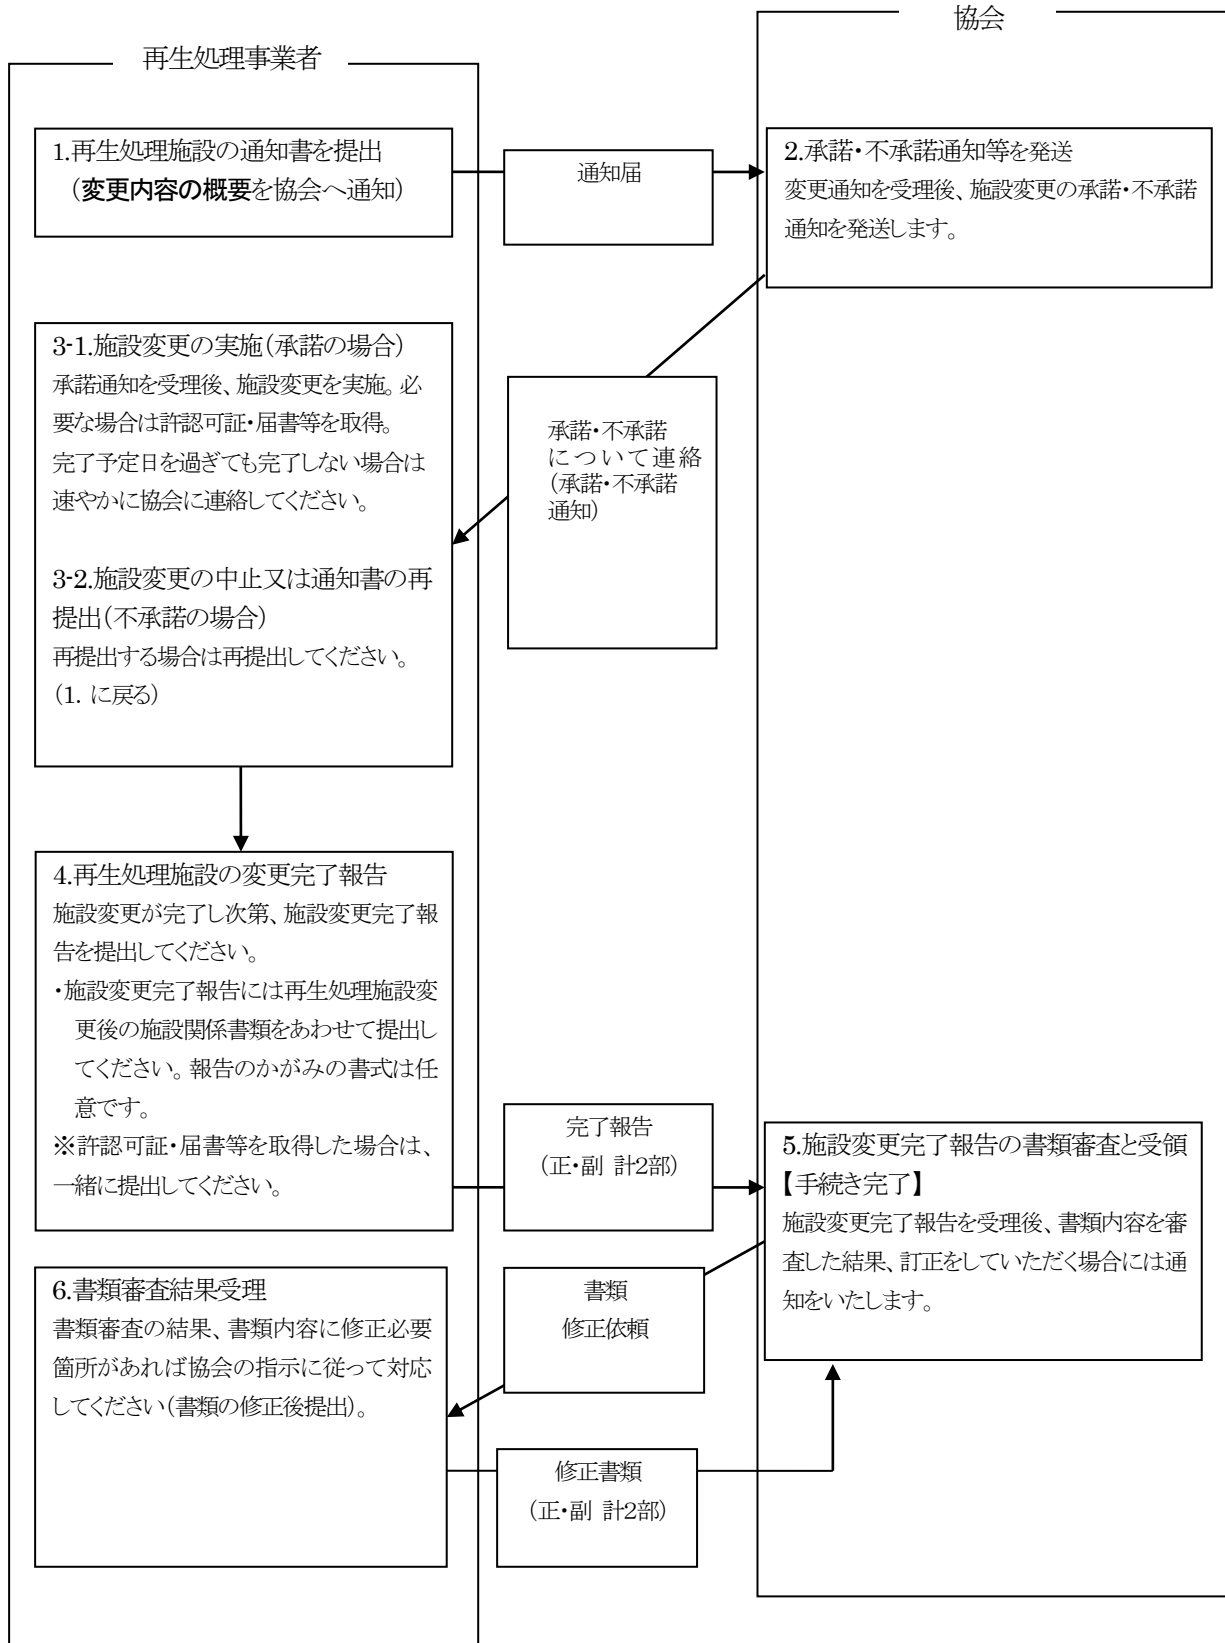 協会
再生処理事業者
1.再生処理施設の通知書を提出
（変更内容の概要を協会へ通知）
通知届
2.承諾・不承諾通知等を発送
変更通知を受理後、施設変更の承諾・不承諾
通知を発送します。
3-1.施設変更の実施（承諾の場合）
承諾通知を受理後、施設変更を実施。必
要な場合は許認可証・届書等を取得。
完了予定日を過ぎても完了しない場合は
速やかに協会に連絡してください。
3-2.施設変更の中止又は通知書の再
提出（不承諾の場合）
再提出する場合は再提出してください。
（1. に戻る）
承諾・不承諾
について連絡
（承諾・不承諾
通知）
4.再生処理施設の変更完了報告
施設変更が完了し次第、施設変更完了報
告を提出してください。
・施設変更完了報告には再生処理施設変
更後の施設関係書類をあわせて提出し
てください。報告のかがみの書式は任
意です。
※許認可証・届書等を取得した場合は、
一緒に提出してください。
完了報告
（正・副 計2部）
5.施設変更完了報告の書類審査と受領
【手続き完了】
施設変更完了報告を受理後、書類内容を審
査した結果、訂正をしていただく場合には通
知をいたします。
書類
修正依頼
6.書類審査結果受理
書類審査の結果、書類内容に修正必要
箇所があれば協会の指示に従って対応
してください（書類の修正後提出）。
修正書類
（正・副 計2部）